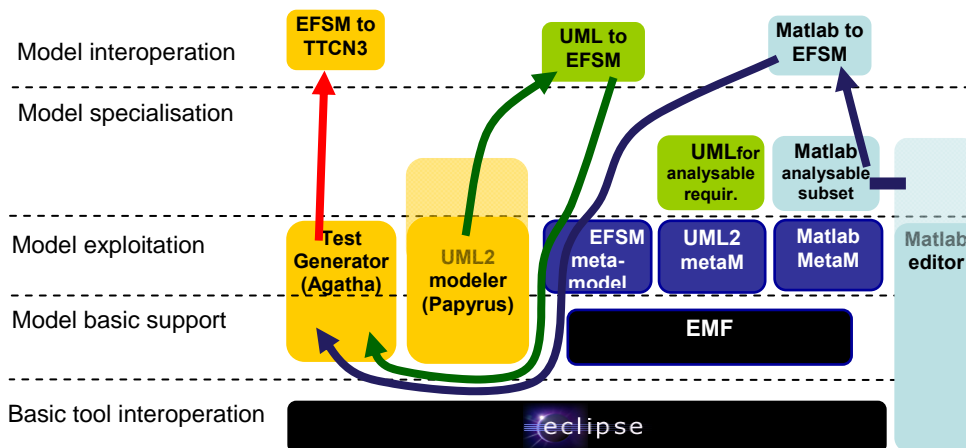 Model interoperation
EFSM to
TTCN3
UML to
EFSM
Matlab to
EFSM
Model specialisation
UML for
analysable
requir.
Matlab
analysable
subset
Model exploitation
Test
Generator
(Agatha)
UML2
modeler
(Papyrus)
EFSM
meta-
model
UML2
metaM
Matlab
MetaM
Matlab
editor
Model basic support
EMF
Basic tool interoperation
eclipse